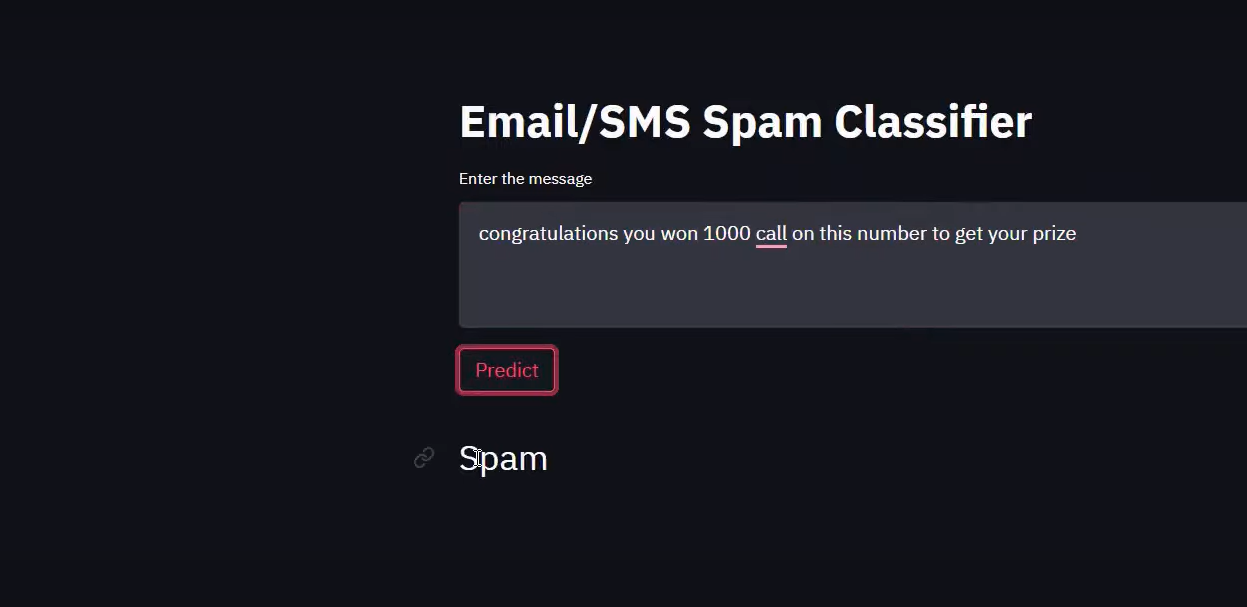 Email/SMS Spam Classifier
Enter the message
congratulations you won 1000 call on this number to get your prize
Predict
Spam